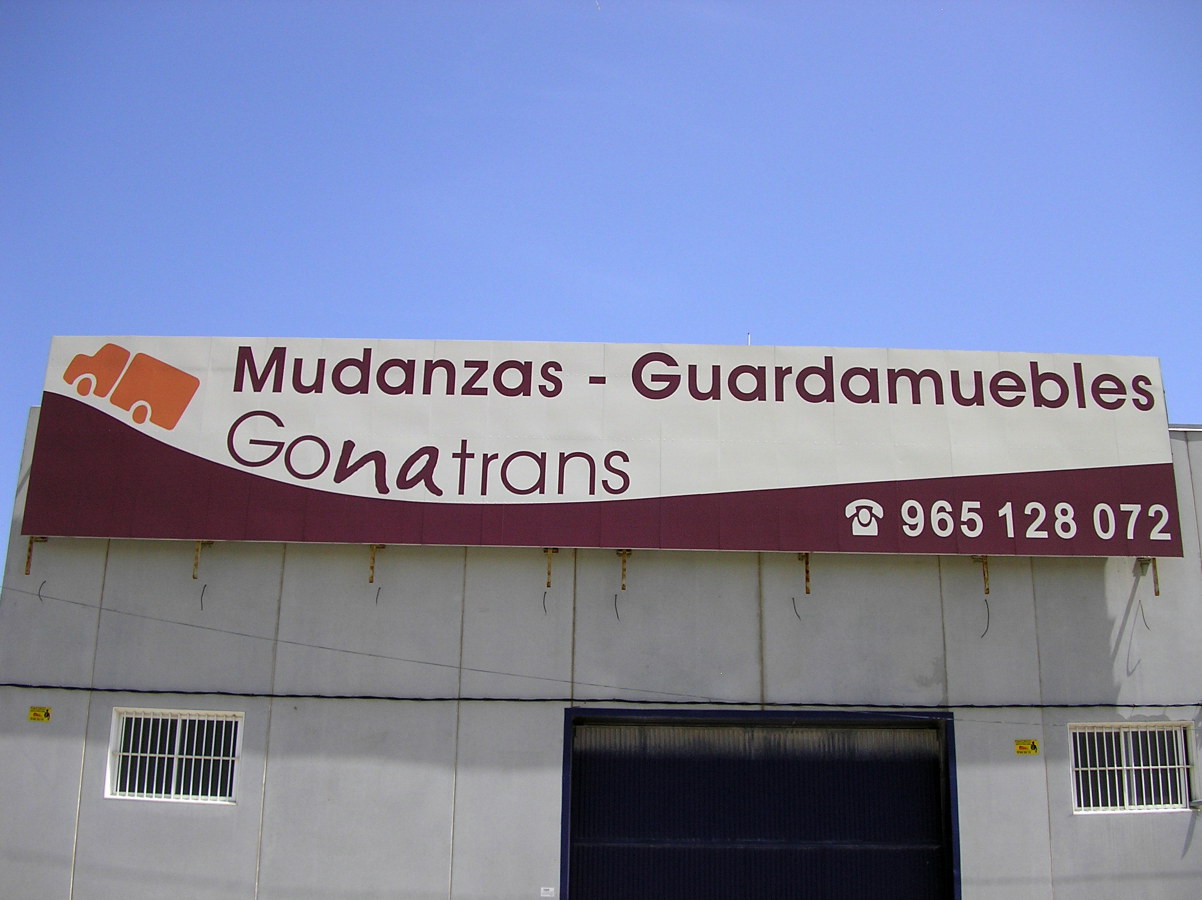 Mudanzas - Guardamuebles
Gonatrans
☎ 965 128 072